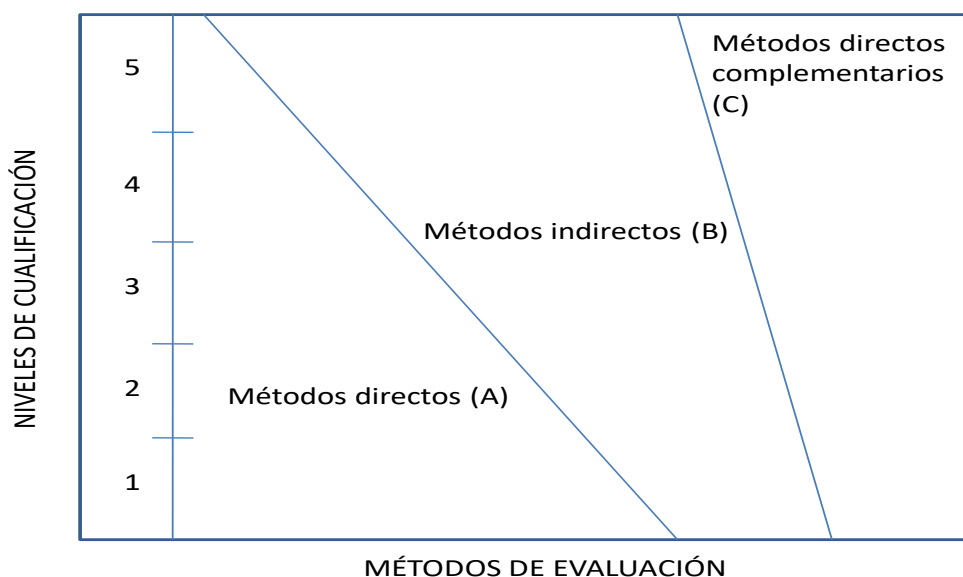 NIVELES DE CUALIFICACIÓN
5
4
3
2
1
Métodos directos
complementarios
(C)
Métodos indirectos (B)
Métodos directos (A)
MÉTODOS DE EVALUACIÓN